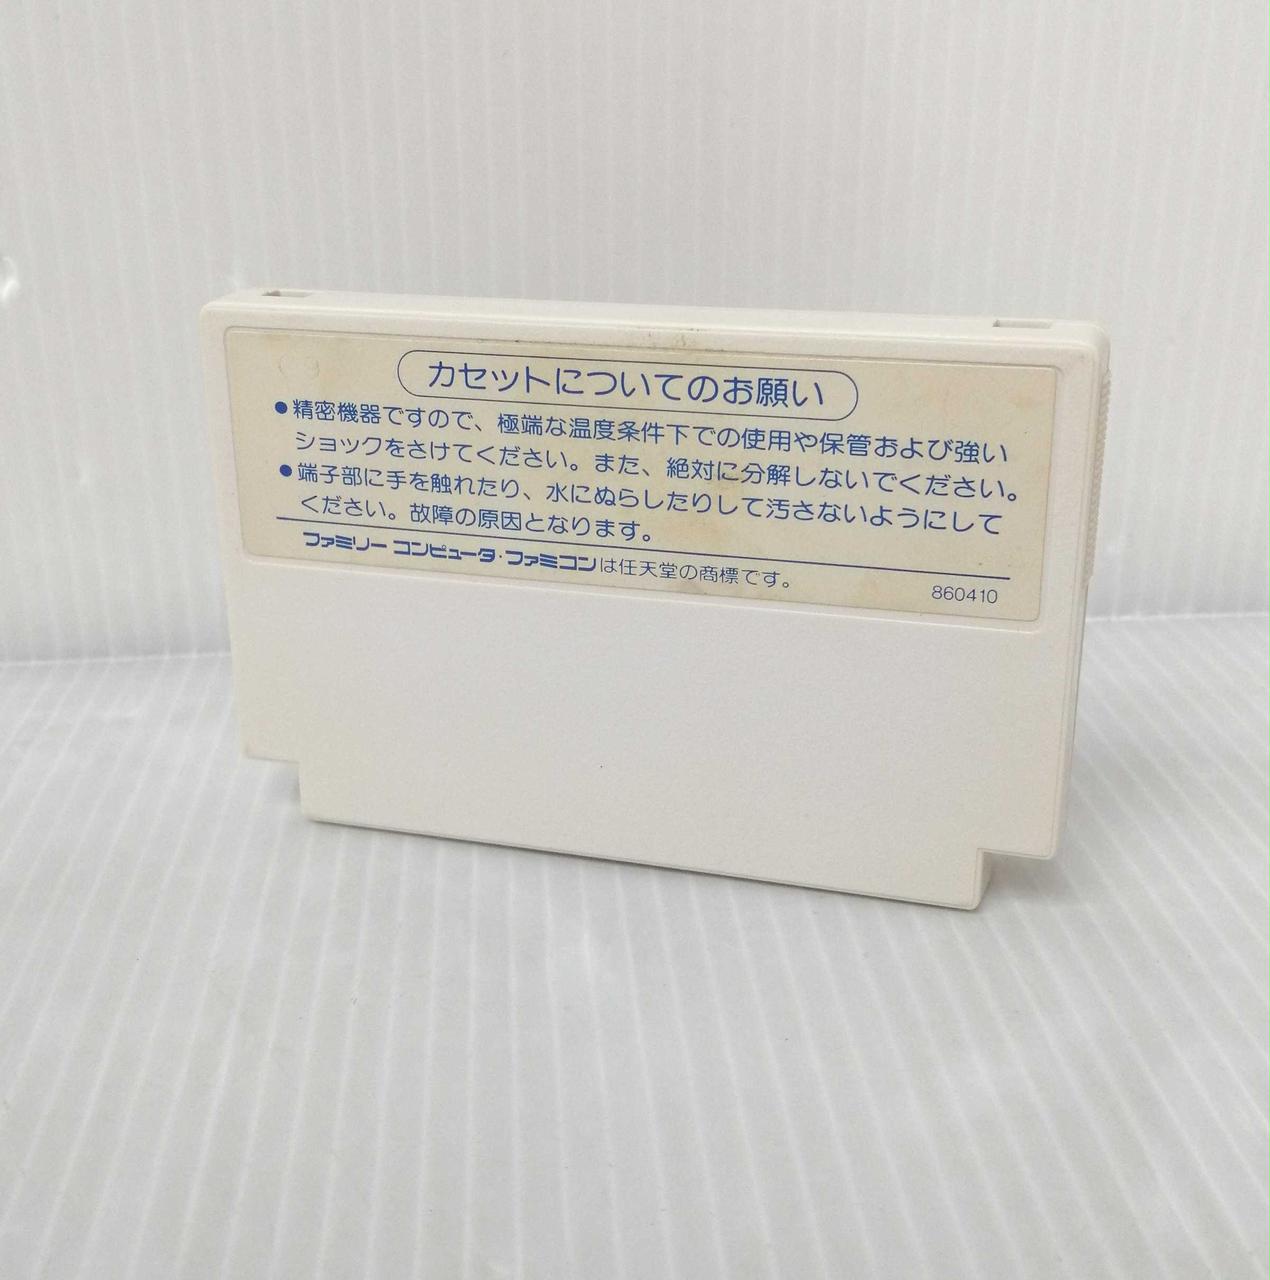 カセットについてのお願い
●精密機器ですので、極端な温度条件下での使用や保管および強い
ショックをさけてください。また、絶対に分解しないでください。
●端子部に手を触れたり、水にぬらしたりして汚さないようにして
ください。故障の原因となります。
ファミリー コンピュータ・ファミコンは任天堂の商標です。
860410